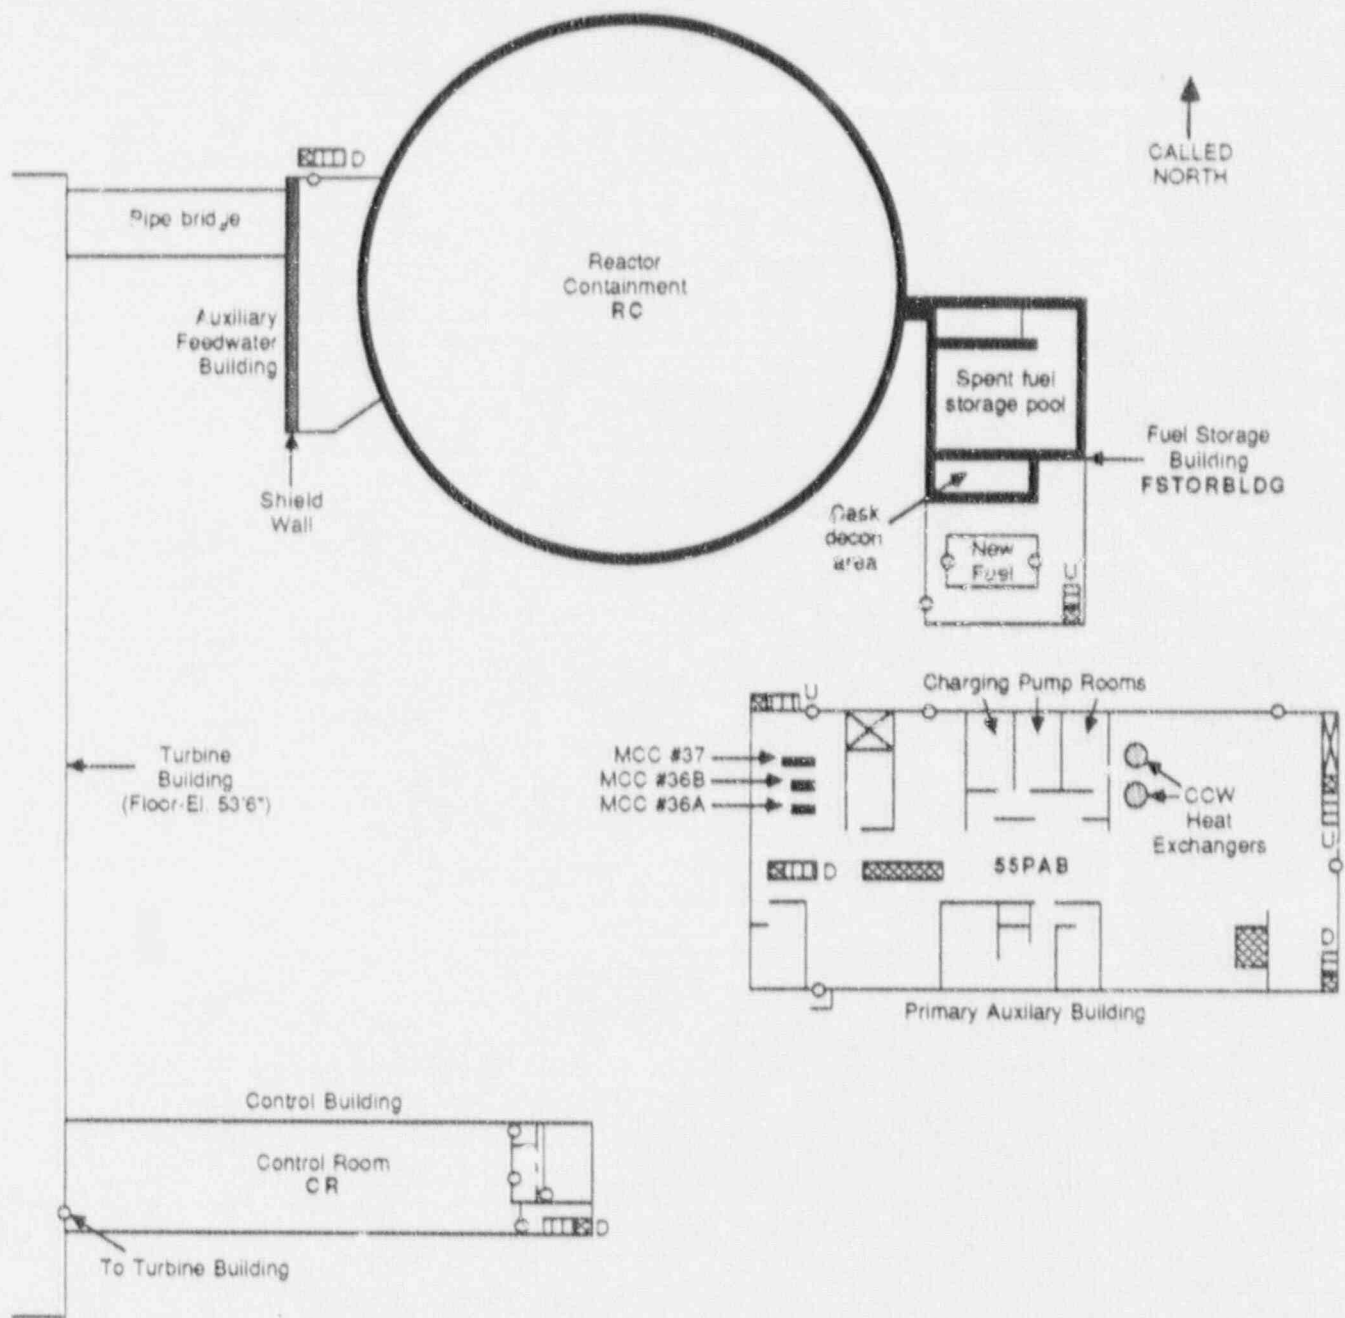 CALLED
NORTH
D
Pipe bridge
Reactor
Containment
RC
Auxiliary
Feedwater
Building
Spent fuel
storage pool
Fuel Storage
Building
FSTORBLDG
Shield
Wall
Cask
decon
area
New
Fuel
U
Charging Pump Rooms
U
MCC #37
MCC #36B
MCC #36A
Turbine
Building
(Floor-El. 53'6")
CCW
Heat
Exchangers
U
55PAB
D
D
Primary Auxilary Building
Control Building
Control Room
CR
D
To Turbine Building